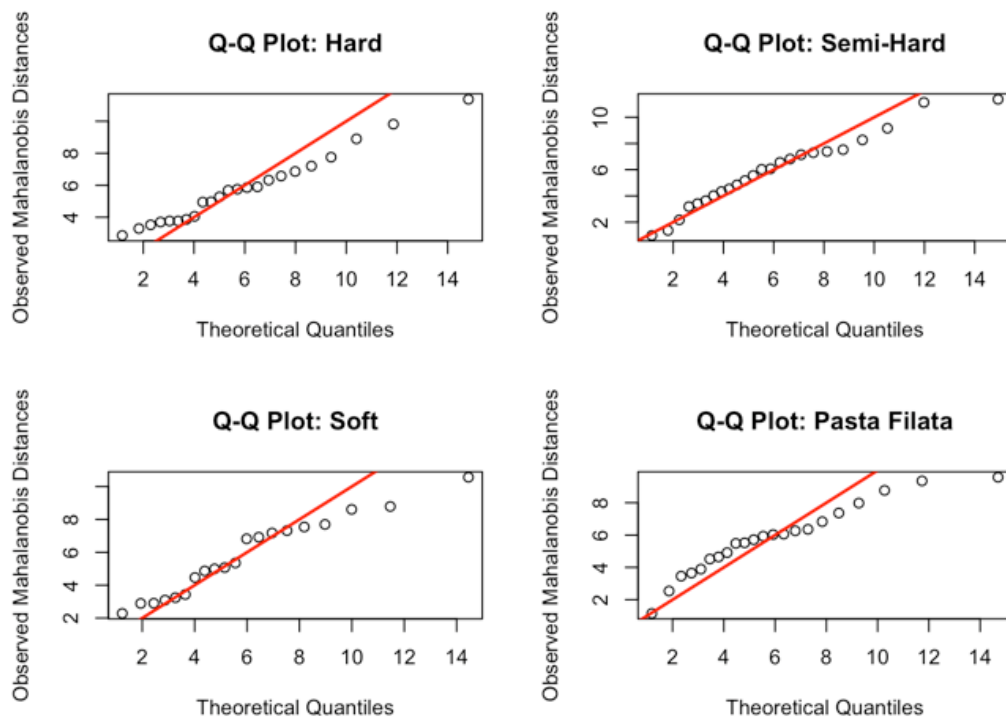 Q-Q Plot: Hard
Observed Mahalanobis Distances
8
6
4
2 4 6 8 10 12 14
Theoretical Quantiles
Q-Q Plot: Semi-Hard
Observed Mahalanobis Distances
10
6
2
2 4 6 8 10 12 14
Theoretical Quantiles
Q-Q Plot: Soft
Observed Mahalanobis Distances
8
6
4
2
2 4 6 8 10 12 14
Theoretical Quantiles
Q-Q Plot: Pasta Filata
Observed Mahalanobis Distances
8
6
4
2
2 4 6 8 10 12 14
Theoretical Quantiles